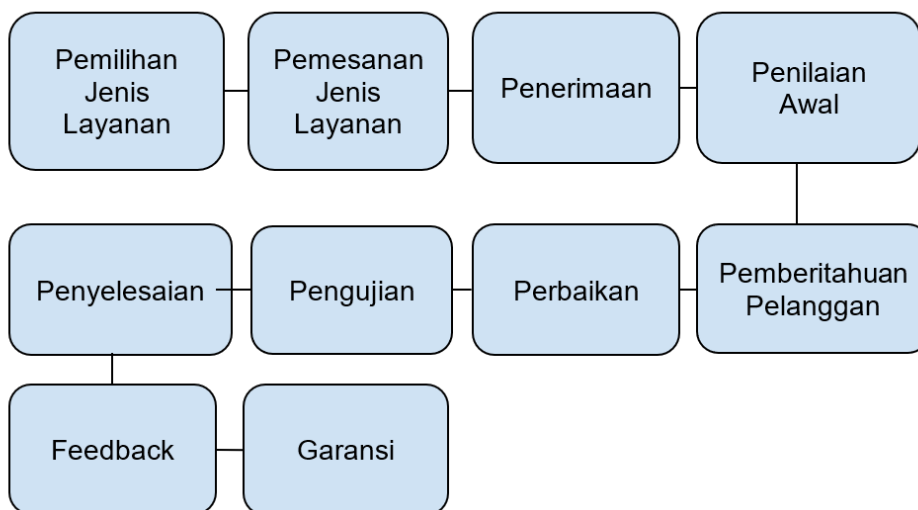 Pemilihan
Jenis
Layanan
Pemesanan
Jenis
Layanan
Penerimaan
Penilaian
Awal
Penyelesaian
Pengujian
Perbaikan
Pemberitahuan
Pelanggan
Feedback
Garansi